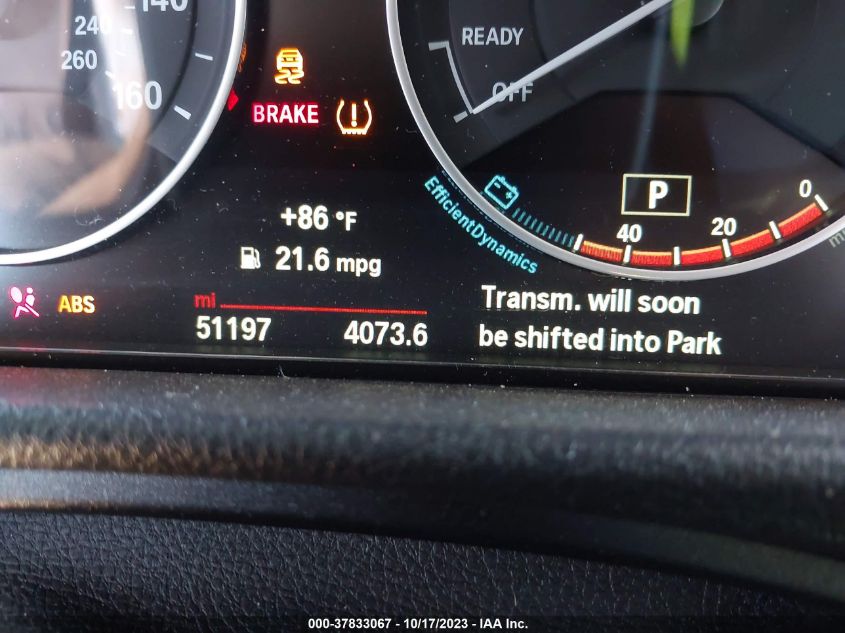 140
240
260
160
READY
OFF
BRAKE
P
0
20
40
EfficientDynamics
+86 °F
21.6 mpg
ABS
mi
51197
4073.6
Transm. will soon
be shifted into Park
000-37833067 - 10/17/2023 - IAA Inc.